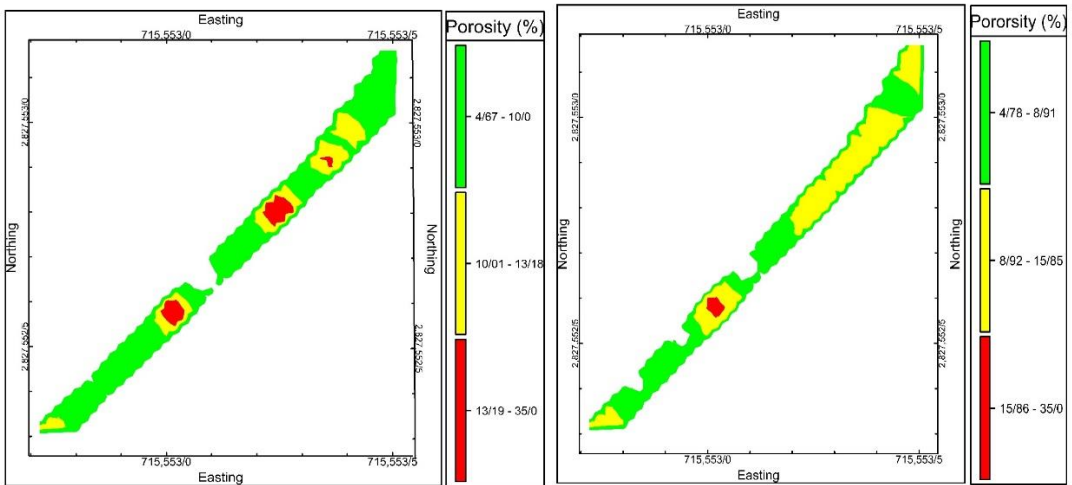 Easting
715,553/0 715,553/5
Northing
2,827,553/0
2,827,552/5
2,827,553/0
2,827,552/5
Northing
715,553/0 715,553/5
Easting
Porosity (%)
4/67 - 10/0
10/01 - 13/18
13/19 - 35/0
Easting
715,553/0 715,553/5
Northing
2,827,553/0
2,827,552/5
2,827,553/0
2,827,552/5
Northing
715,553/0 715,553/5
Easting
Pororsity (%)
4/78 - 8/91
8/92 - 15/85
15/86 - 35/0